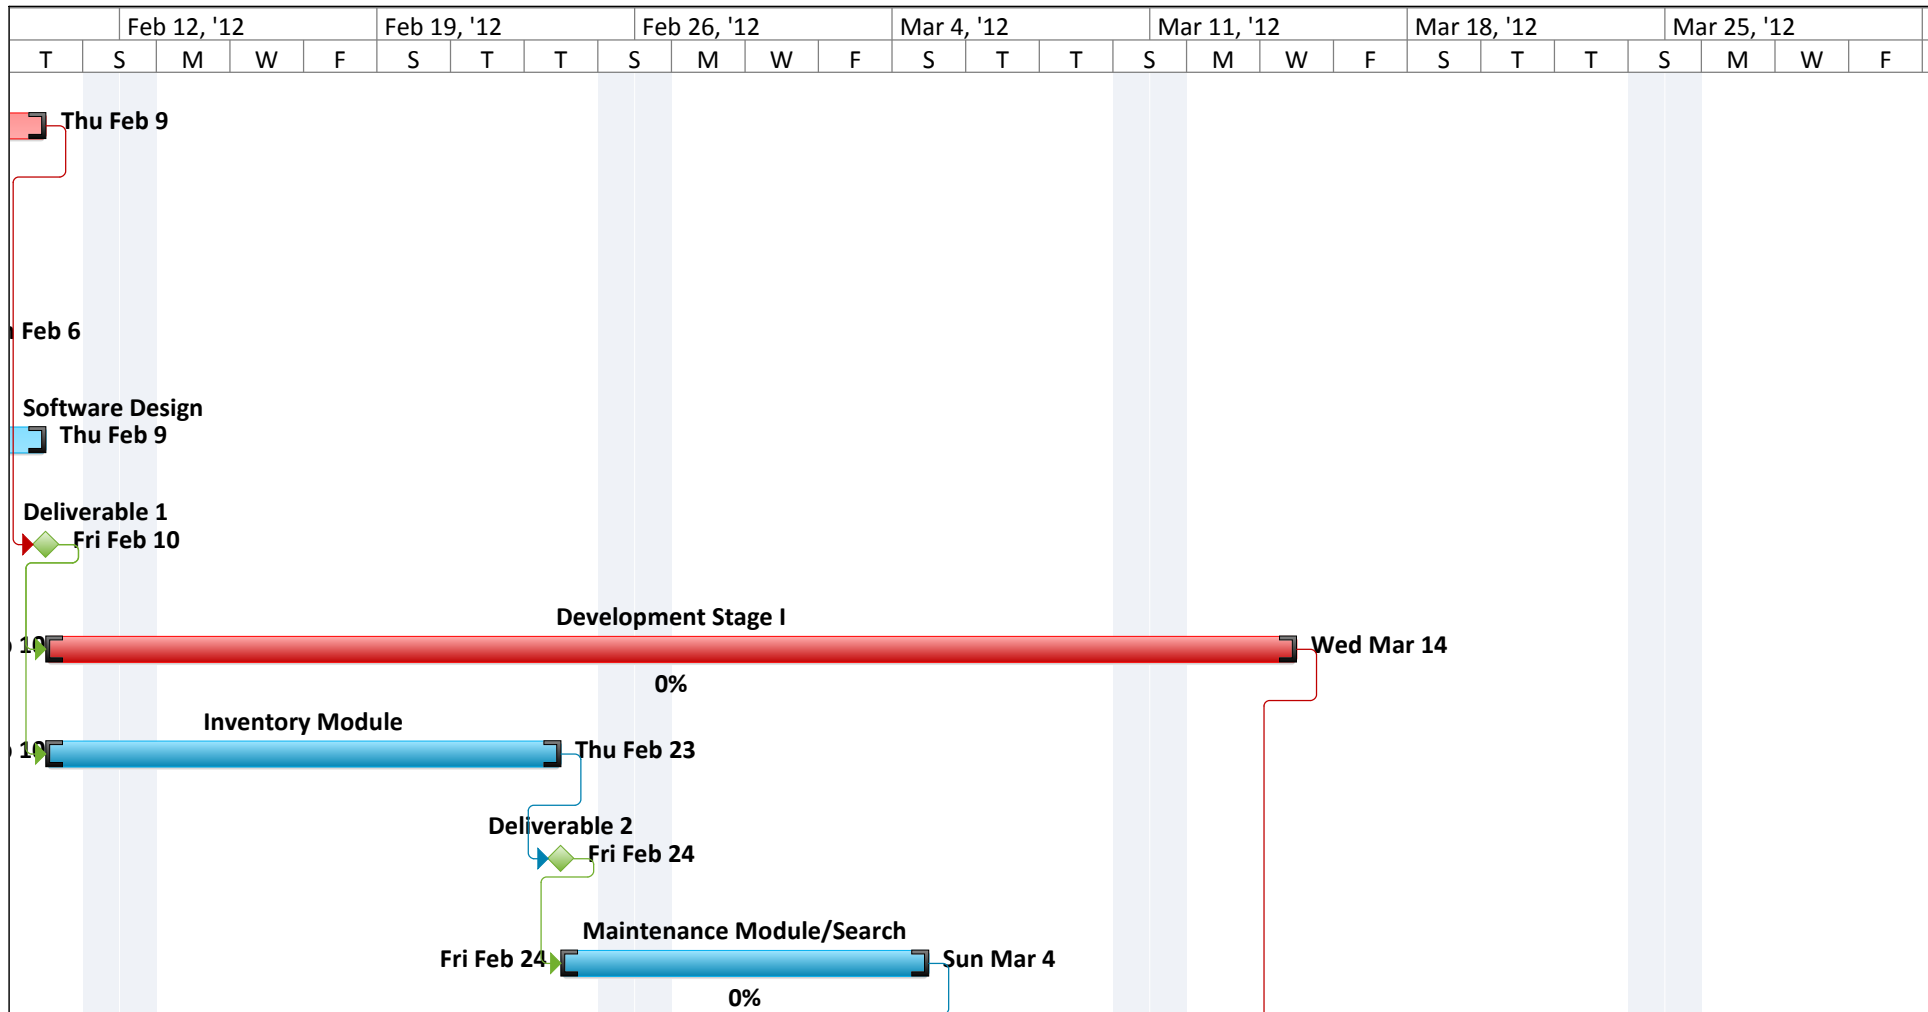 Feb 12, '12 Feb 19, '12 Feb 26, '12 Mar 4, '12 Mar 11, '12 Mar 18, '12 Mar 25, '12
T S M W F S T T S M W F S T T S M W F S T T S M W F
Thu Feb 9
Feb 6
Software Design
Thu Feb 9
Deliverable 1
Fri Feb 10
Development Stage I
10 Wed Mar 14
0%
Inventory Module
10 Thu Feb 23
Deliverable 2
Fri Feb 24
Maintenance Module/Search
Fri Feb 24 Sun Mar 4
0%